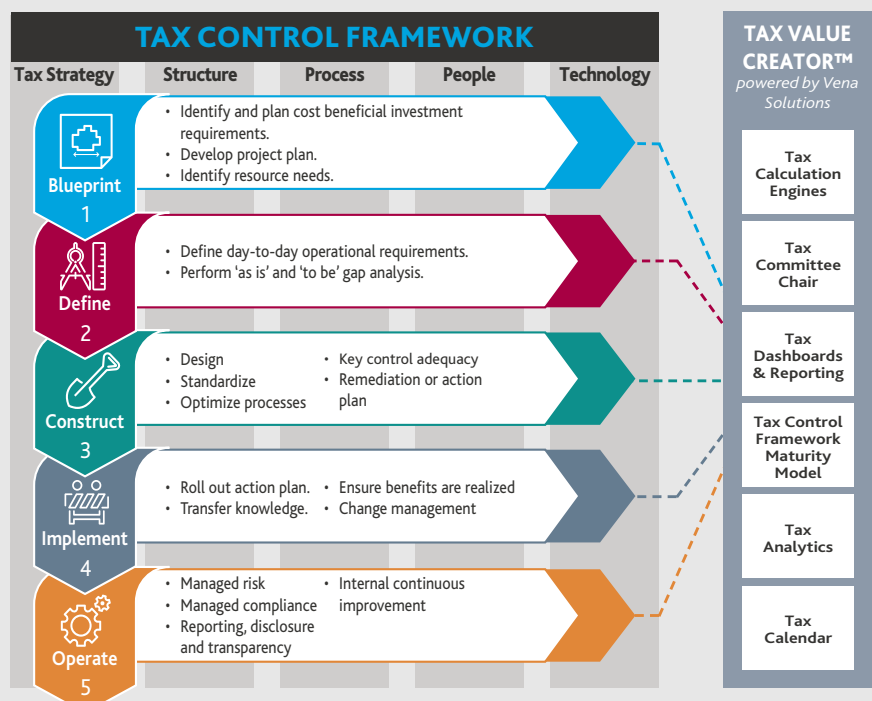 TAX CONTROL FRAMEWORK
Tax Strategy
Structure
Process
People
Technology
Blueprint
1
• Identify and plan cost beneficial investment
requirements.
• Develop project plan.
• Identify resource needs.
Define
2
• Define day-to-day operational requirements.
• Perform ‘as is’ and ‘to be’ gap analysis.
Construct
3
• Design
• Standardize
• Optimize processes
• Key control adequacy
• Remediation or action
plan
Implement
4
• Roll out action plan.
• Transfer knowledge.
• Ensure benefits are realized
• Change management
Operate
5
• Managed risk
• Managed compliance
• Reporting, disclosure
and transparency
• Internal continuous
improvement
TAX VALUE
CREATOR™
powered by Vena
Solutions
Tax
Calculation
Engines
Tax
Committee
Chair
Tax
Dashboards
& Reporting
Tax Control
Framework
Maturity
Model
Tax
Analytics
Tax
Calendar